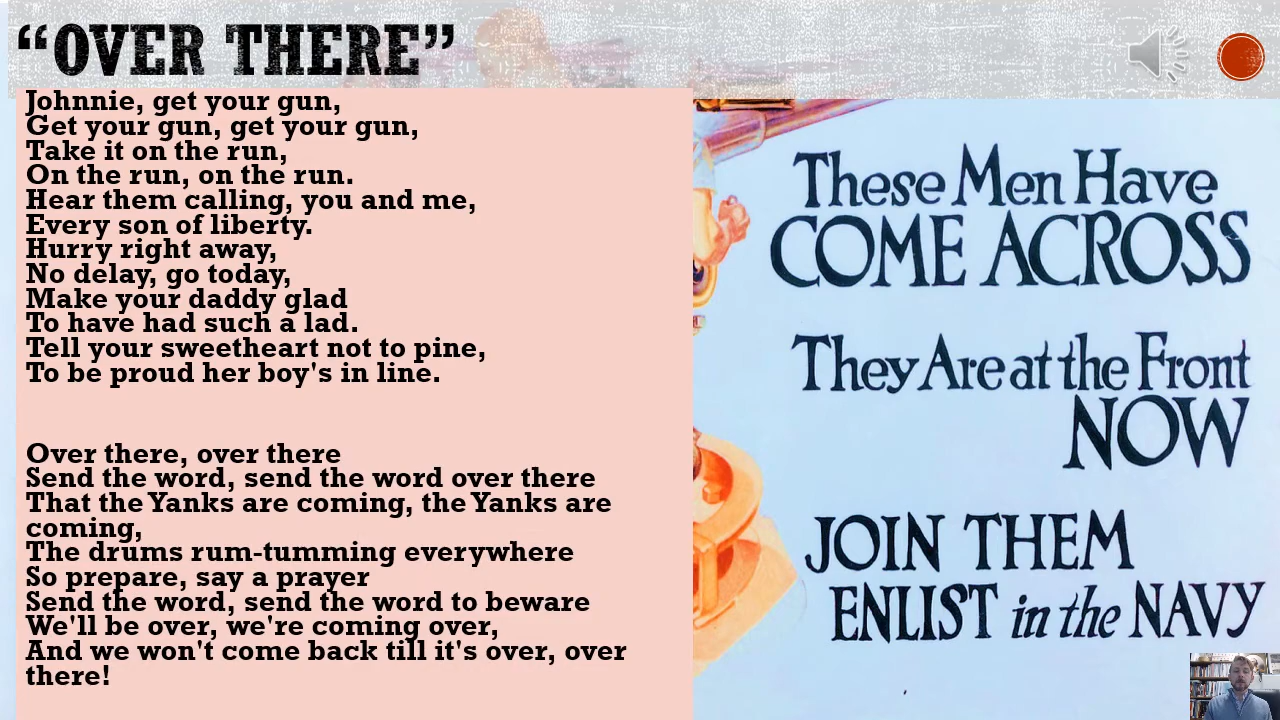 “OVER THERE”
Johnnie, get your gun,
Get your gun, get your gun,
Take it on the run,
On the run, on the run.
Hear them calling, you and me,
Every son of liberty.
Hurry right away,
No delay, go today,
Make your daddy glad
To have had such a lad.
Tell your sweetheart not to pine,
To be proud her boy's in line.
Over there, over there
Send the word, send the word over there
That the Yanks are coming, the Yanks are
coming,
The drums rum-tumming everywhere
So prepare, say a prayer
Send the word, send the word to beware
We'll be over, we're coming over,
And we won't come back till it's over, over
there!
These Men Have
COME ACROSS
They Are at the Front
NOW
JOIN THEM
ENLIST in the NAVY